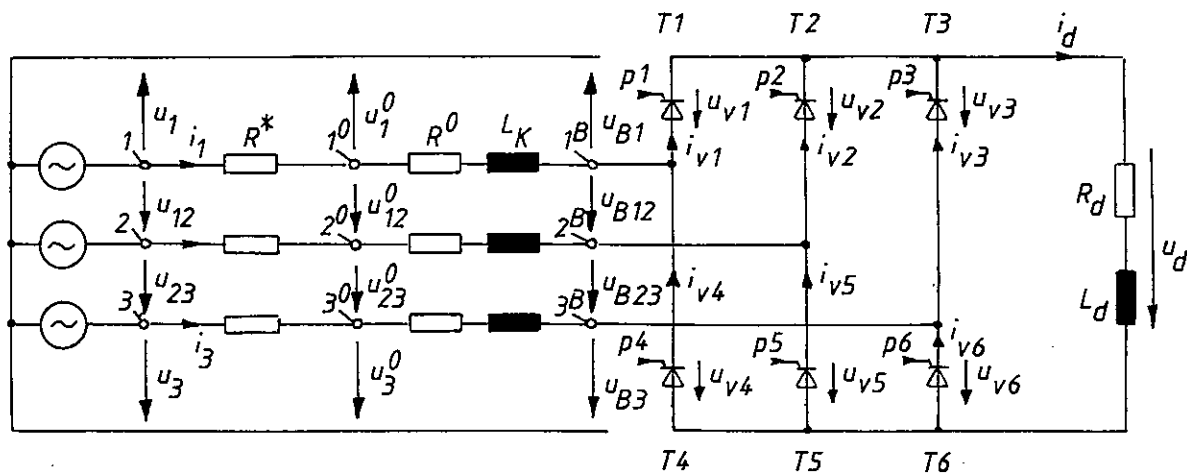 T1 T2 T3 i_d
p1 p2 p3
u_v1 u_v2 u_v3
u_1 u_1^0 u_B1
1 i_1 R* 1^0 R^0 L_K 1^B
i_v1 i_v2 i_v3
u_12 u_12^0 u_B12
R_d
2 2^0 2^B
u_d
u_23 u_23^0 u_B23
i_v4 i_v5
L_d
3 i_3 3^0 3^B
i_v6
p4 p5 p6
u_3 u_3^0 u_B3
u_v4 u_v5 u_v6
T4 T5 T6